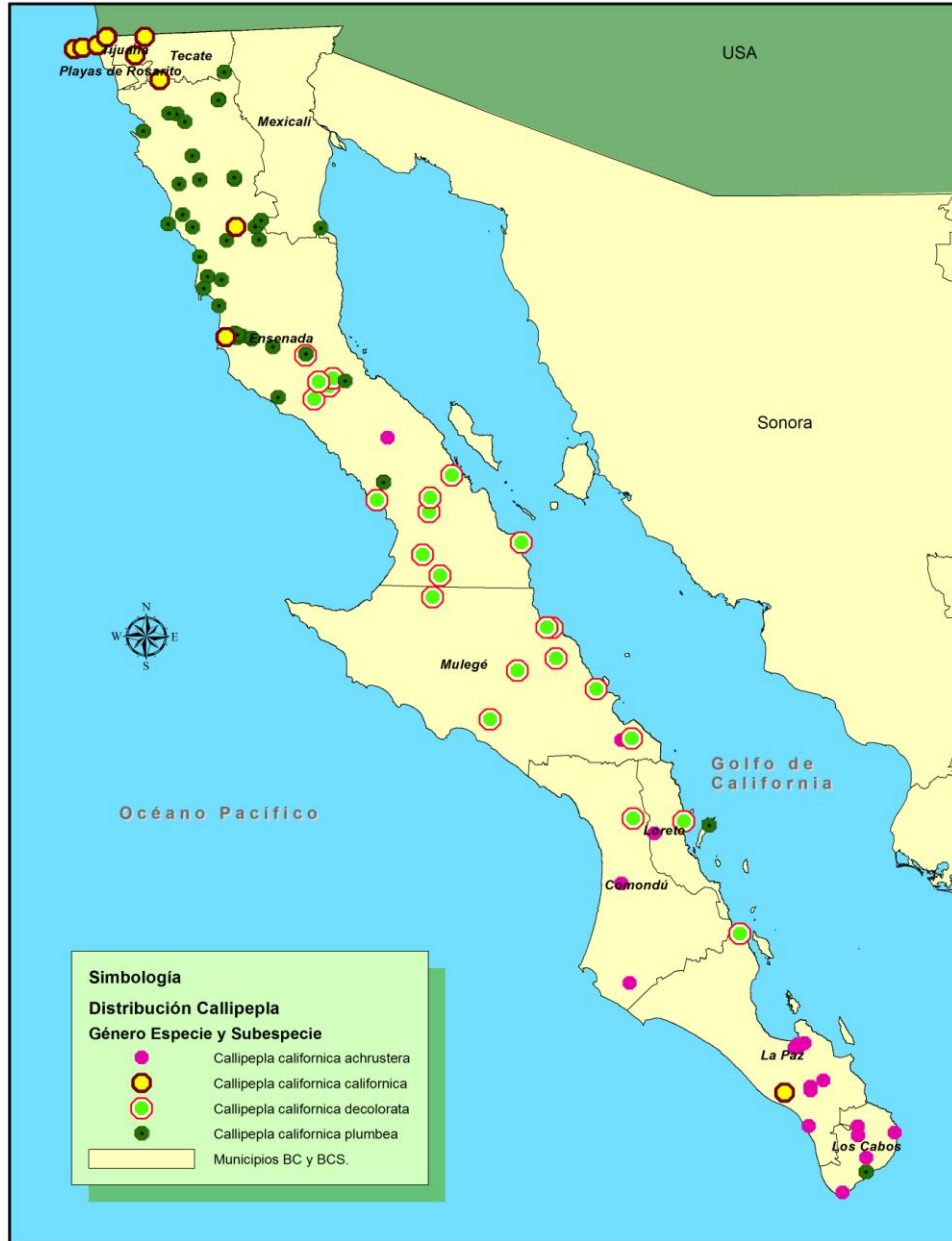 USA
Tijuana
Tecate
Playas de Rosarito
Mexicali
Ensenada
Sonora
N
W E
S
Mulegé
Golfo de
California
Océano Pacífico
Loreto
Comondú
La Paz
Los Cabos
Simbología
Distribución Callipepla
Género Especie y Subespecie
Callipepla californica achrustera
Callipepla californica californica
Callipepla californica decolorata
Callipepla californica plumbea
Municipios BC y BCS.